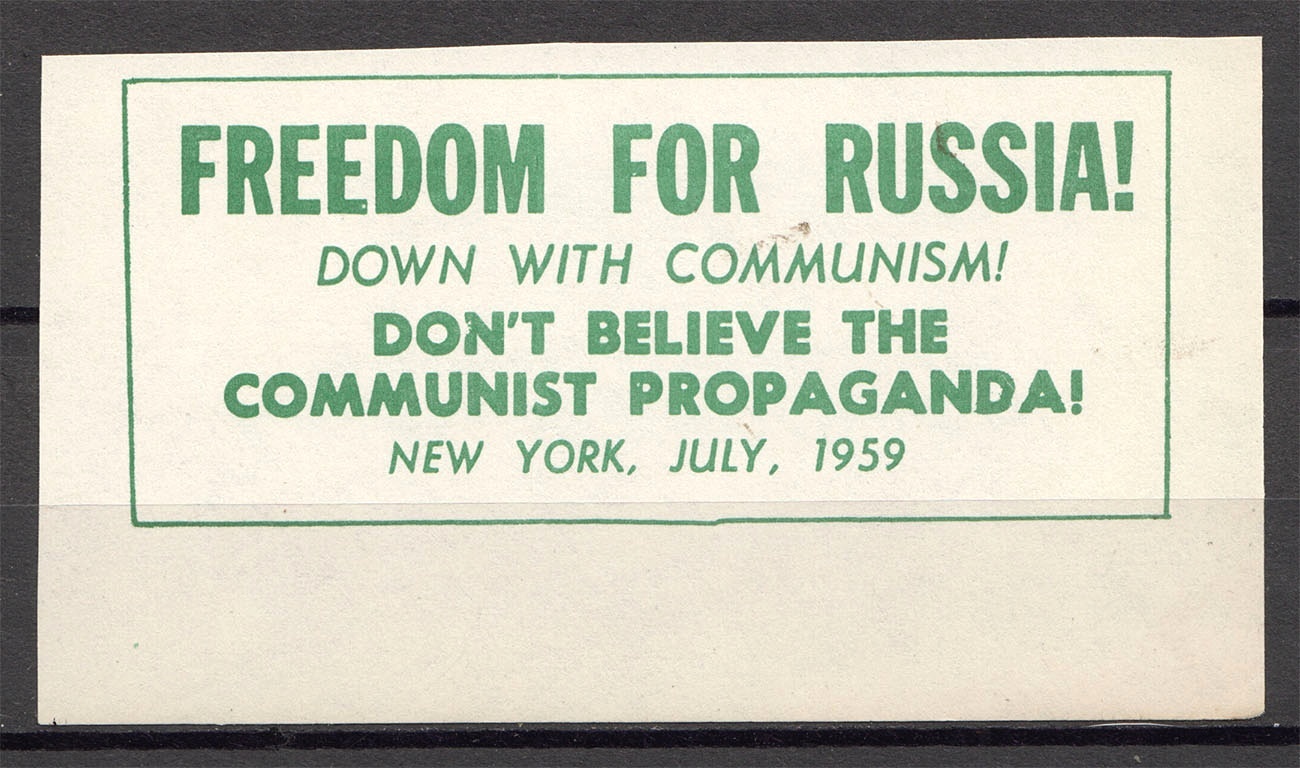 FREEDOM FOR RUSSIA!
DOWN WITH COMMUNISM!
DON'T BELIEVE THE
COMMUNIST PROPAGANDA!
NEW YORK, JULY, 1959